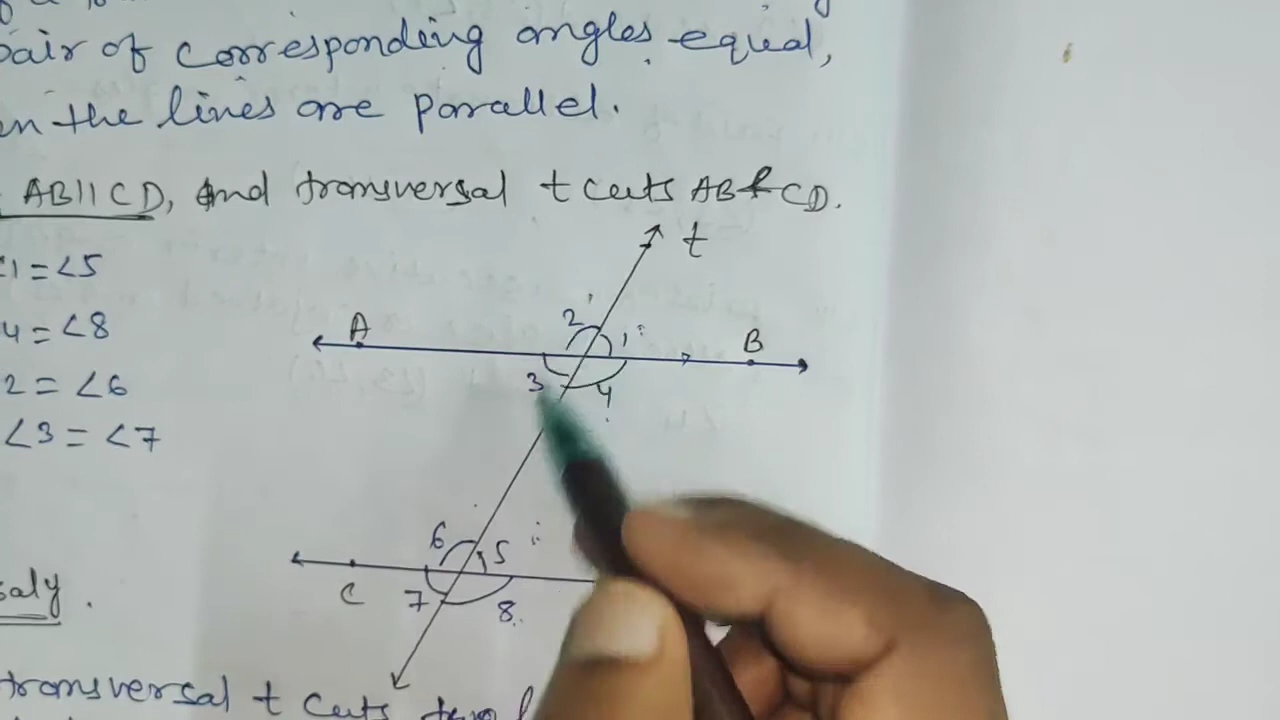 pair of corresponding angles equal,
the lines are parallel.
AB||CD, and transversal t cuts AB & CD.
∠1=∠5
4=∠8
2=∠6
∠3=∠7
t
2 1
A B
3 4
6 5
C 7 8
saly.
transversal t cuts two